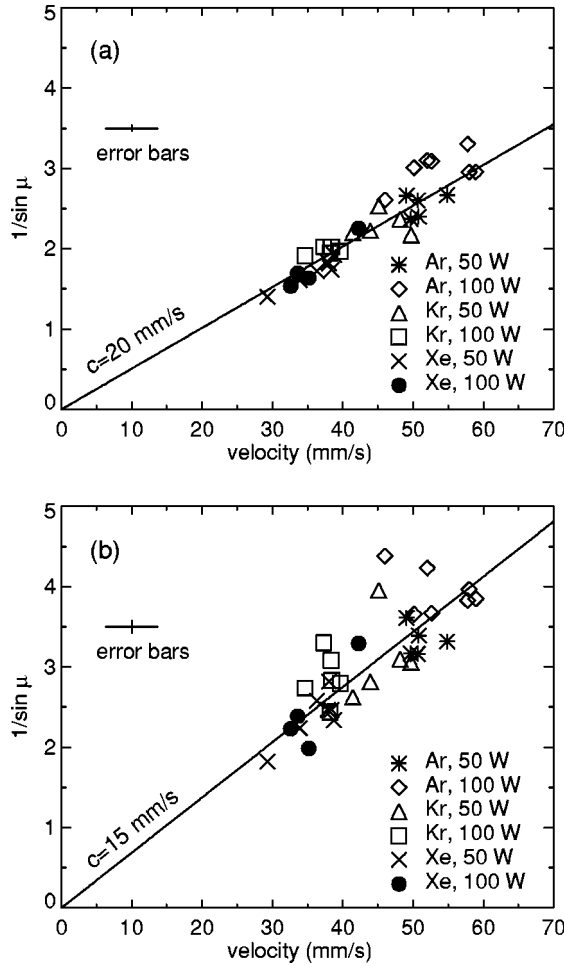 5
(a)
4
3
error bars
1/sin μ
2
Ar, 50 W
Ar, 100 W
Kr, 50 W
1
c=20 mm/s
Kr, 100 W
Xe, 50 W
Xe, 100 W
0
0 10 20 30 40 50 60 70
velocity (mm/s)
5
(b)
4
error bars
3
1/sin μ
2
Ar, 50 W
Ar, 100 W
Kr, 50 W
1
c=15 mm/s
Kr, 100 W
Xe, 50 W
Xe, 100 W
0
0 10 20 30 40 50 60 70
velocity (mm/s)